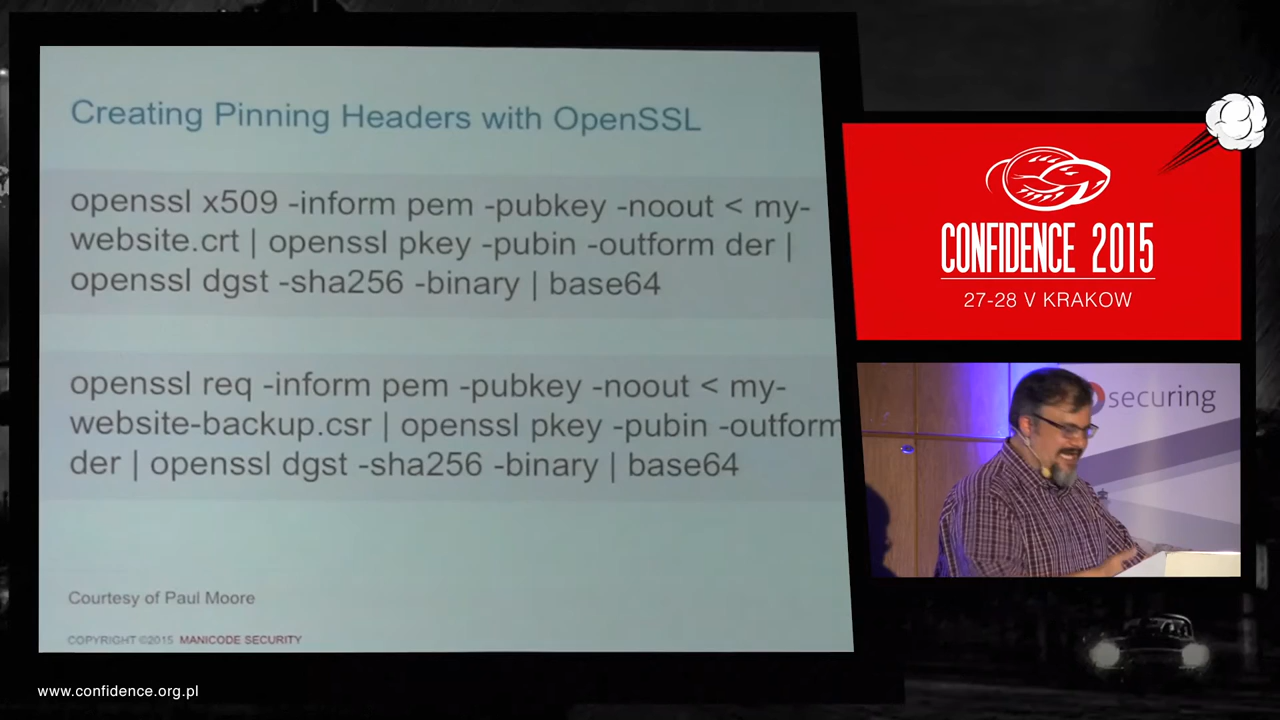 Creating Pinning Headers with OpenSSL
openssl x509 -inform pem -pubkey -noout < my-
website.crt | openssl pkey -pubin -outform der |
openssl dgst -sha256 -binary | base64
openssl req -inform pem -pubkey -noout < my-
website-backup.csr | openssl pkey -pubin -outform
der | openssl dgst -sha256 -binary | base64
Courtesy of Paul Moore
COPYRIGHT ©2015 MANICODE SECURITY
CONFIDENCE 2015
27-28 V KRAKOW
securing
www.confidence.org.pl